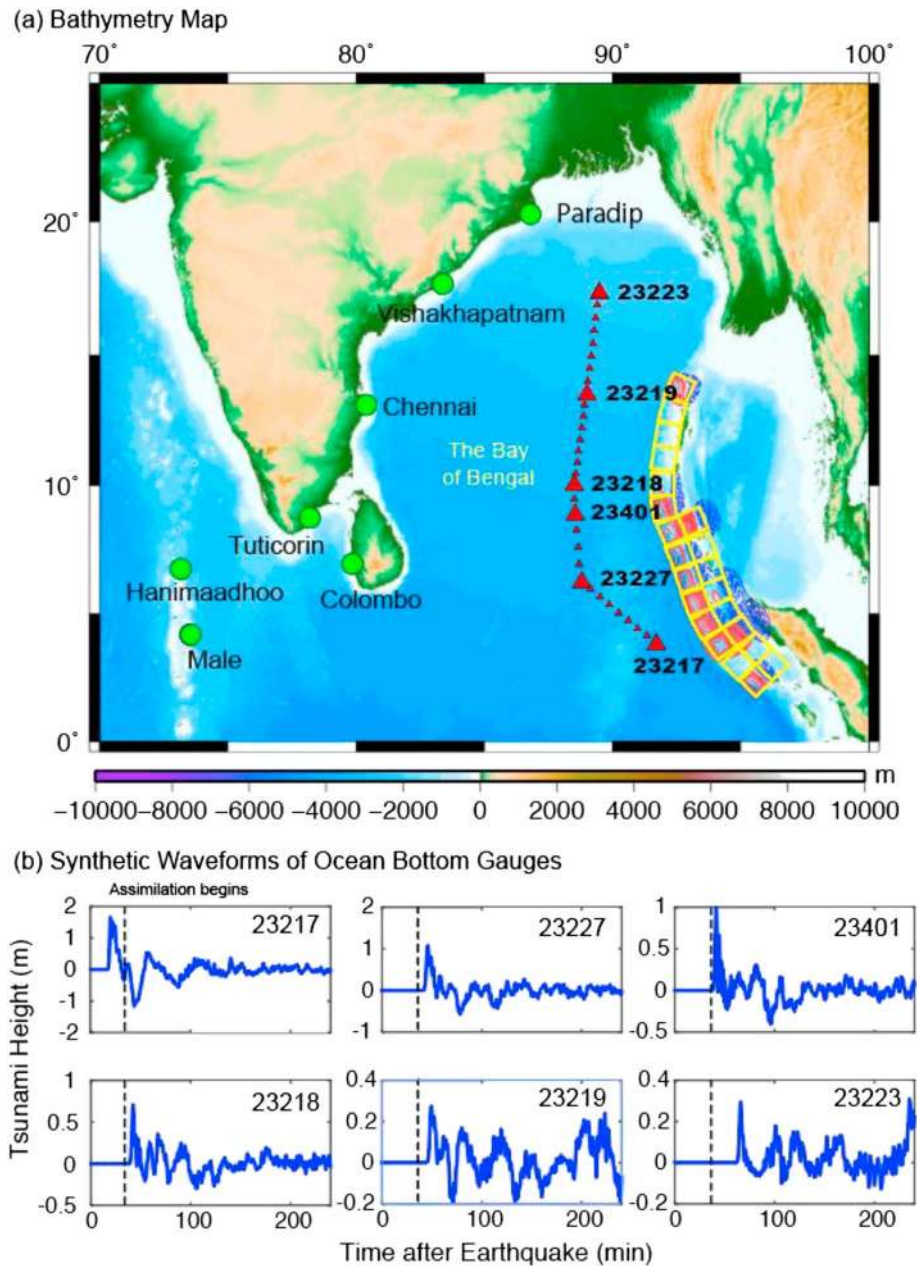 (a) Bathymetry Map
70° 80° 90° 100°
20°
Paradip
23223
Vishakhapatnam
23219
Chennai
The Bay
of Bengal
10°
23218
23401
Tuticorin
Hanimaadhoo
Colombo
23227
Male
23217
0°
−10000 −8000 −6000 −4000 −2000 0 2000 4000 6000 8000 10000 m
(b) Synthetic Waveforms of Ocean Bottom Gauges
Assimilation begins
Tsunami Height (m)
2
1
0
-1
-2
23217
2
1
0
-1
23227
1
0.5
0
-0.5
23401
1
0.5
0
-0.5
23218
0 100 200
0.4
0.2
0
-0.2
23219
0 100 200
0.4
0.2
0
-0.2
23223
0 100 200
Time after Earthquake (min)